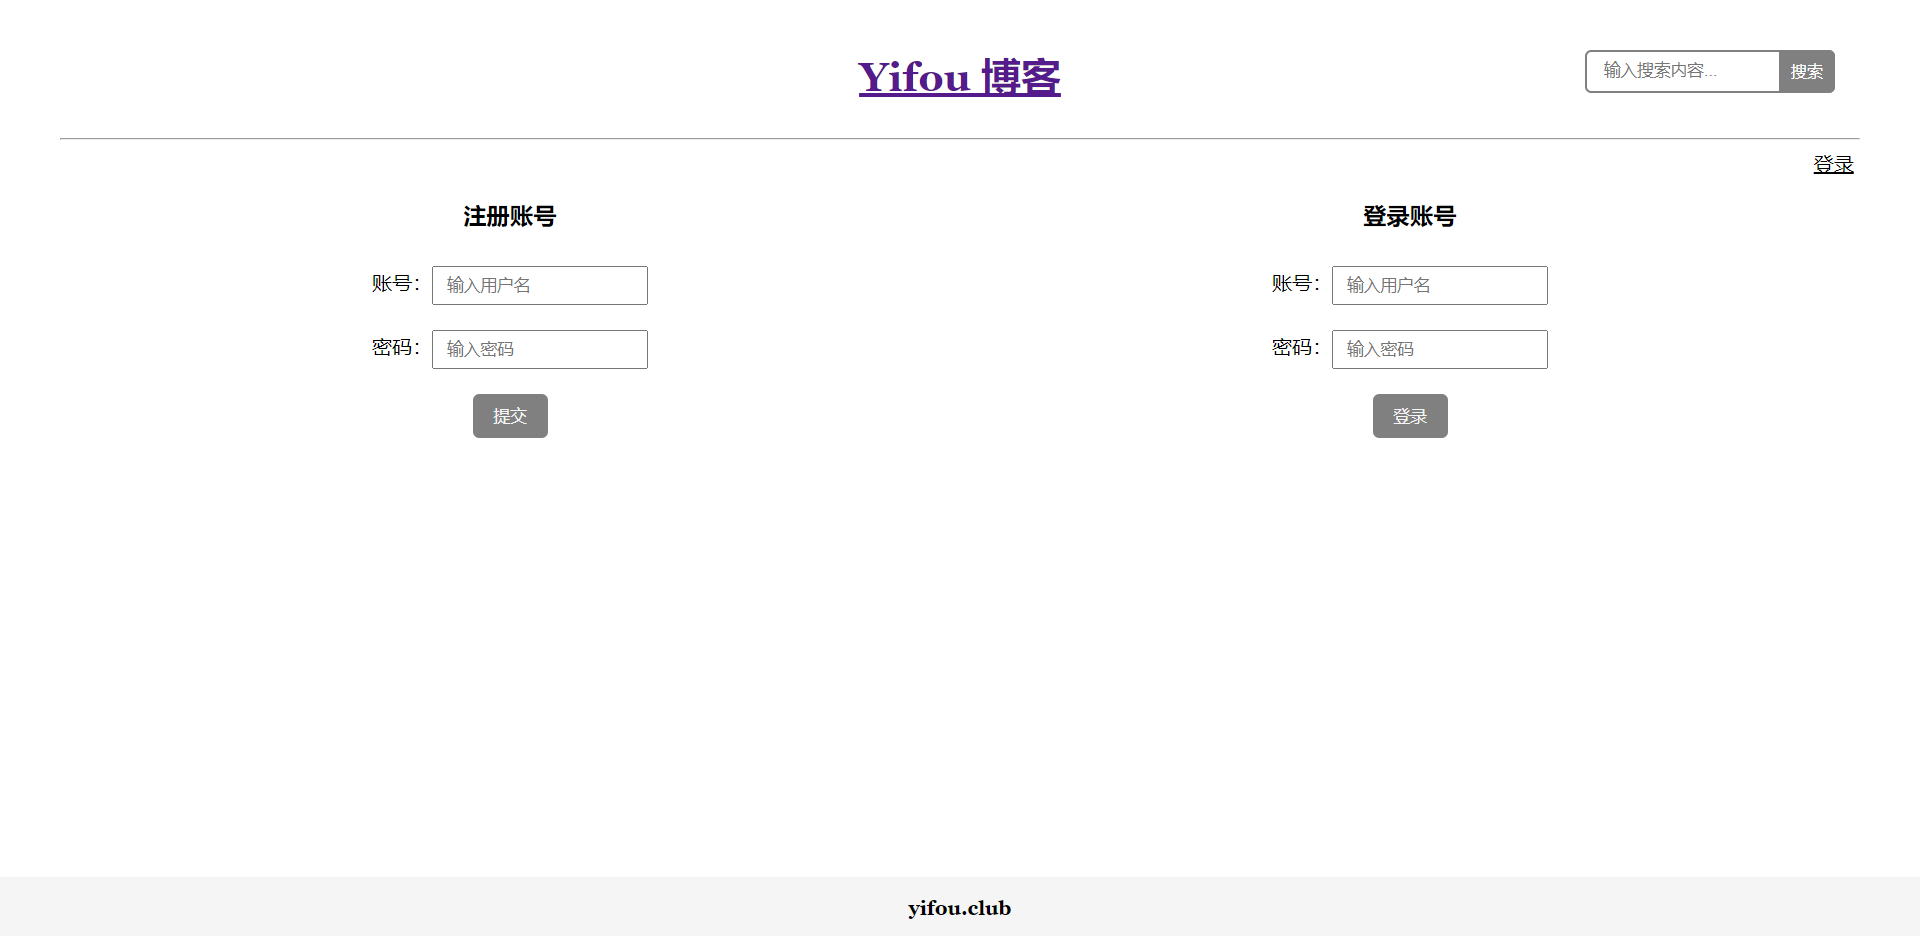 Yifou 博客
输入搜索内容...
搜索
登录
注册账号
账号：
输入用户名
密码：
输入密码
提交
登录账号
账号：
输入用户名
密码：
输入密码
登录
yifou.club